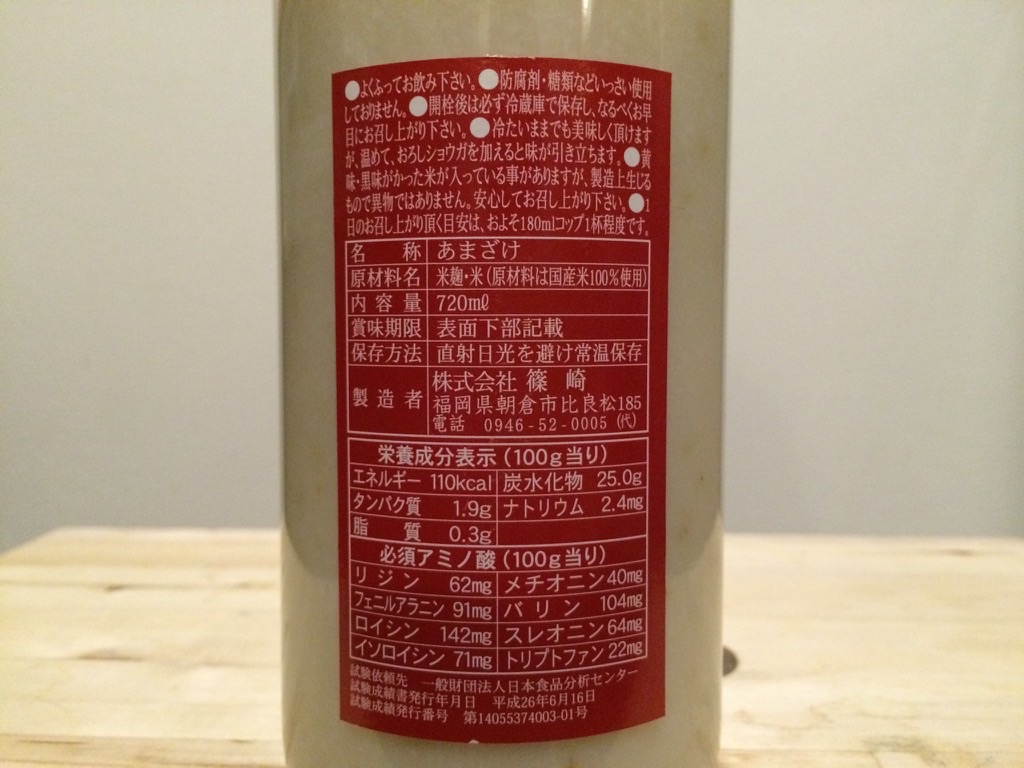 ●よくふってお飲み下さい。●防腐剤・糖類などいっさい使用
しておりません。●開栓後は必ず冷蔵庫で保存し、なるべくお早
目にお召し上がり下さい。●冷たいままでも美味しく頂けます
が、温めて、おろしショウガを加えると味が引き立ちます。●黄
味・黒味がかった米が入っている事がありますが、製造上生じる
もので異物ではありません。安心してお召し上がり下さい。●1
日のお召し上がり頂く目安は、およそ180mlコップ1杯程度です。
名称 あまざけ
原材料名 米麹・米(原材料は国産米100%使用)
内容量 720ml
賞味期限 表面下部記載
保存方法 直射日光を避け常温保存
製造者 株式会社 篠崎
福岡県朝倉市比良松185
電話 0946-52-0005 (代)
栄養成分表示(100g当り)
エネルギー 110kcal 炭水化物 25.0g
タンパク質 1.9g ナトリウム 2.4mg
脂質 0.3g
必須アミノ酸(100g当り)
リジン 62mg メチオニン 40mg
フェニルアラニン 91mg バリン 104mg
ロイシン 142mg スレオニン 64mg
イソロイシン 71mg トリプトファン 22mg
試験依頼先 一般財団法人日本食品分析センター
試験成績書発行年月日 平成26年6月16日
試験成績発行番号 第14055374003-01号